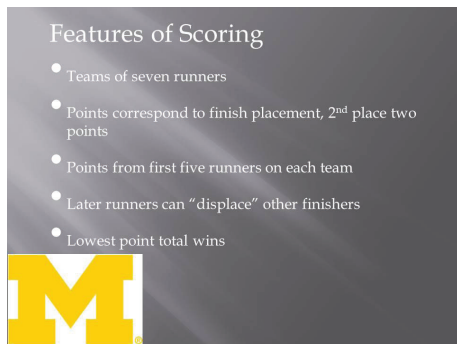 Features of Scoring
• Teams of seven runners
• Points correspond to finish placement, 2nd place two
points
• Points from first five runners on each team
• Later runners can “displace” other finishers
• Lowest point total wins
M
®